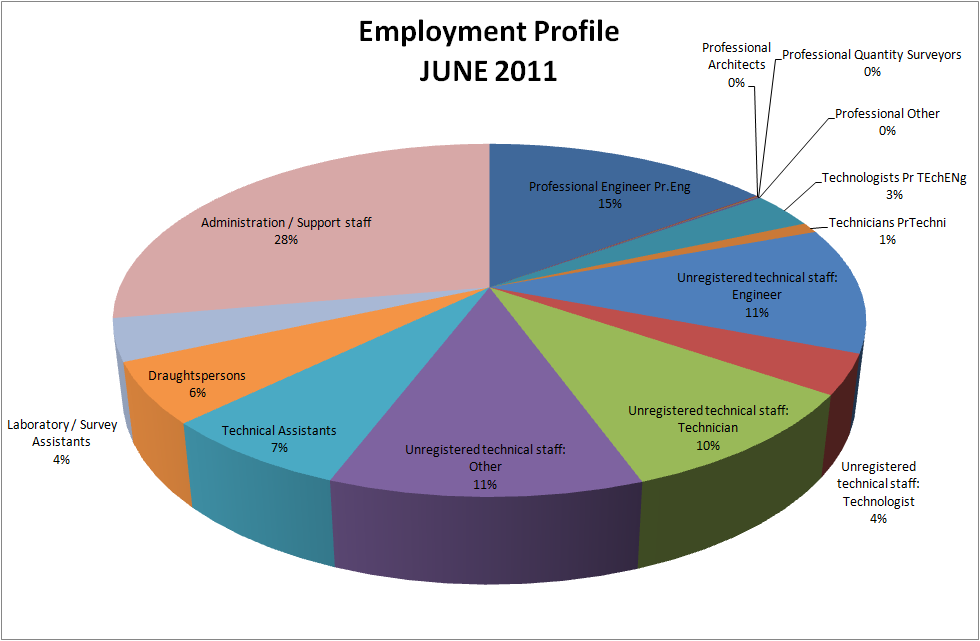 Employment Profile
JUNE 2011
Professional
Architects
0%
Professional Quantity Surveyors
0%
Professional Other
0%
Technologists Pr TEchENg
3%
Technicians PrTechni
1%
Professional Engineer Pr.Eng
15%
Administration / Support staff
28%
Unregistered technical staff:
Engineer
11%
Draughtspersons
6%
Laboratory / Survey
Assistants
4%
Technical Assistants
7%
Unregistered technical staff:
Other
11%
Unregistered technical staff:
Technician
10%
Unregistered
technical staff:
Technologist
4%